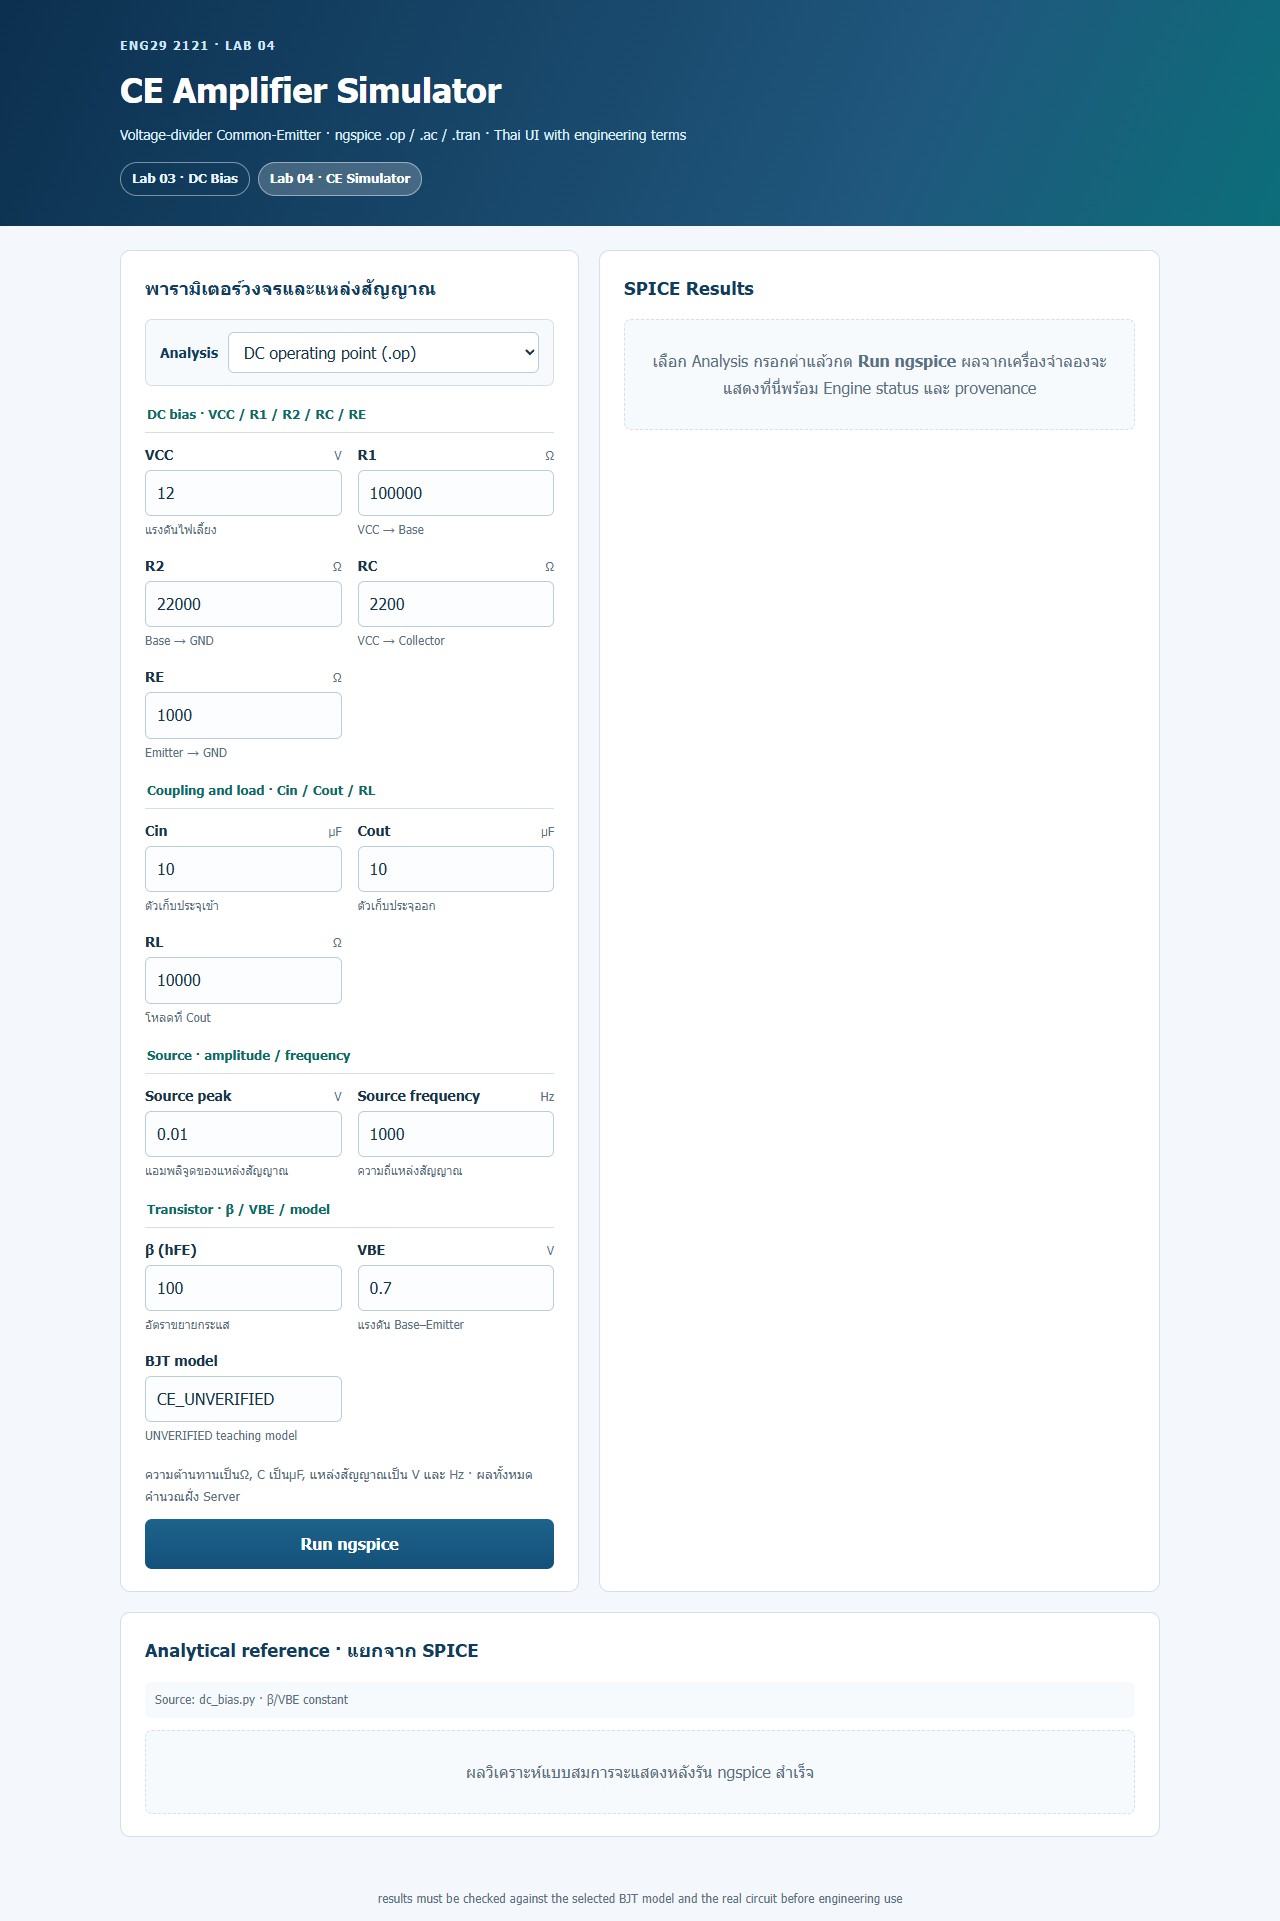 ENG29 2121 · LAB 04
CE Amplifier Simulator
Voltage-divider Common-Emitter · ngspice .op / .ac / .tran · Thai UI with engineering terms
Lab 03 · DC Bias
Lab 04 · CE Simulator
พารามิเตอร์วงจรและแหล่งสัญญาณ
Analysis
DC operating point (.op)
DC bias · VCC / R1 / R2 / RC / RE
VCC V
12
แรงดันไฟเลี้ยง
R1 Ω
100000
VCC → Base
R2 Ω
22000
Base → GND
RC Ω
2200
VCC → Collector
RE Ω
1000
Emitter → GND
Coupling and load · Cin / Cout / RL
Cin µF
10
ตัวเก็บประจุเข้า
Cout µF
10
ตัวเก็บประจุออก
RL Ω
10000
โหลดที่ Cout
Source · amplitude / frequency
Source peak V
0.01
แอมพลิจูดของแหล่งสัญญาณ
Source frequency Hz
1000
ความถี่แหล่งสัญญาณ
Transistor · β / VBE / model
β (hFE)
100
อัตราขยายกระแส
VBE V
0.7
แรงดัน Base–Emitter
BJT model
CE_UNVERIFIED
UNVERIFIED teaching model
ความต้านทานเป็นΩ, C เป็นµF, แหล่งสัญญาณเป็น V และ Hz · ผลทั้งหมด
คำนวณฝั่ง Server
Run ngspice
SPICE Results
เลือก Analysis กรอกค่าแล้วกด Run ngspice ผลจากเครื่องจำลองจะ
แสดงที่นี่พร้อม Engine status และ provenance
Analytical reference · แยกจาก SPICE
Source: dc_bias.py · β/VBE constant
ผลวิเคราะห์แบบสมการจะแสดงหลังรัน ngspice สำเร็จ
results must be checked against the selected BJT model and the real circuit before engineering use